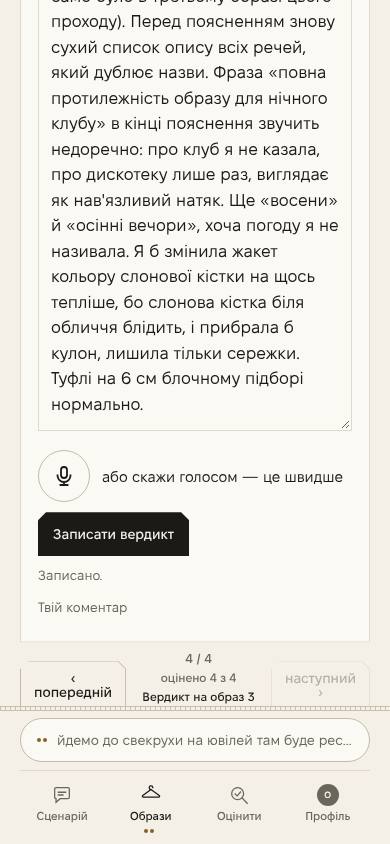 само було в третьому образі цього
проходу). Перед поясненням знову
сухий список опису всіх речей,
який дублює назви. Фраза «повна
протилежність образу для нічного
клубу» в кінці пояснення звучить
недоречно: про клуб я не казала,
про дискотеку лише раз, виглядає
як нав'язливий натяк. Ще «восени»
й «осінні вечори», хоча погоду я не
називала. Я б змінила жакет
кольору слонової кістки на щось
тепліше, бо слонова кістка біля
обличчя блідить, і прибрала б
кулон, лишила тільки сережки.
Туфлі на 6 см блочному підборі
нормально.
або скажи голосом — це швидше
Записати вердикт
Записано.
Твій коментар
‹
попередній
4 / 4
оцінено 4 з 4
Вердикт на образ 3
наступний
›
йдемо до свекрухи на ювілей там буде рес…
Сценарій
Образи
Оцінити
О
Профіль